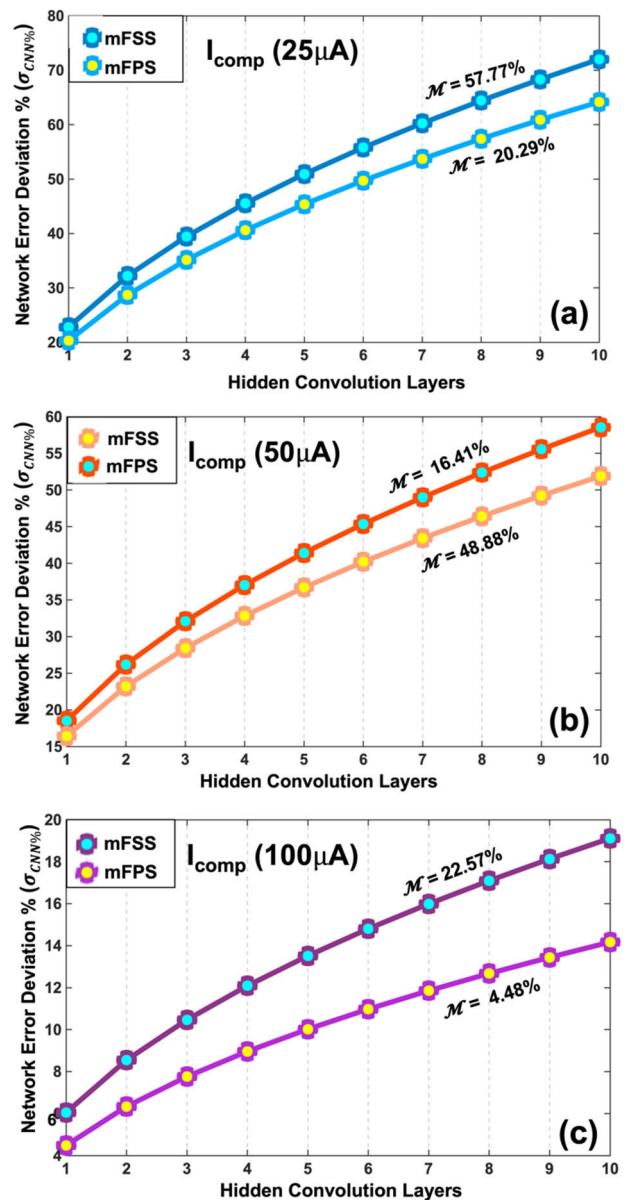 80
70
60
50
40
30
20
Network Error Deviation % (σCNN%)
mFSS
mFPS
Icomp (25μA)
ℳ = 57.77%
ℳ = 20.29%
(a)
1 2 3 4 5 6 7 8 9 10
Hidden Convolution Layers
60
55
50
45
40
35
30
25
20
15
Network Error Deviation % (σCNN%)
mFSS
mFPS
Icomp (50μA)
ℳ = 16.41%
ℳ = 48.88%
(b)
1 2 3 4 5 6 7 8 9 10
Hidden Convolution Layers
20
18
16
14
12
10
8
6
4
Network Error Deviation % (σCNN%)
mFSS
mFPS
Icomp (100μA)
ℳ = 22.57%
ℳ = 4.48%
(c)
1 2 3 4 5 6 7 8 9 10
Hidden Convolution Layers